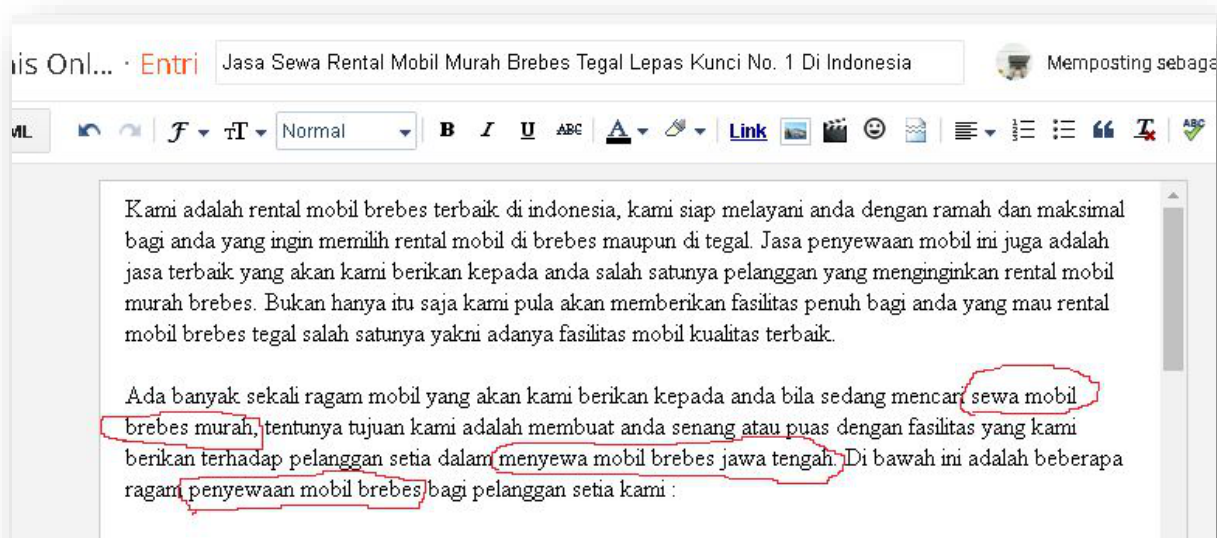 is Onl... · Entri Jasa Sewa Rental Mobil Murah Brebes Tegal Lepas Kunci No. 1 Di Indonesia Memposting sebaga
ML Normal B I U ABC A Link ABC
Kami adalah rental mobil brebes terbaik di indonesia, kami siap melayani anda dengan ramah dan maksimal
bagi anda yang ingin memilih rental mobil di brebes maupun di tegal. Jasa penyewaan mobil ini juga adalah
jasa terbaik yang akan kami berikan kepada anda salah satunya pelanggan yang menginginkan rental mobil
murah brebes. Bukan hanya itu saja kami pula akan memberikan fasilitas penuh bagi anda yang mau rental
mobil brebes tegal salah satunya yakni adanya fasilitas mobil kualitas terbaik.
Ada banyak sekali ragam mobil yang akan kami berikan kepada anda bila sedang mencari sewa mobil
brebes murah, tentunya tujuan kami adalah membuat anda senang atau puas dengan fasilitas yang kami
berikan terhadap pelanggan setia dalam menyewa mobil brebes jawa tengah. Di bawah ini adalah beberapa
ragam penyewaan mobil brebes bagi pelanggan setia kami :